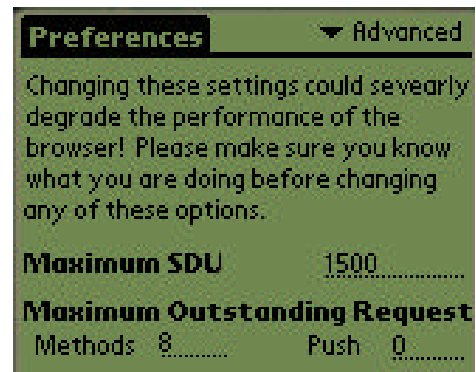 Preferences ▼ Advanced
Changing these settings could sevearly
degrade the performance of the
browser! Please make sure you know
what you are doing before changing
any of these options.
Maximum SDU 1500
Maximum Outstanding Request
Methods 8 Push 0